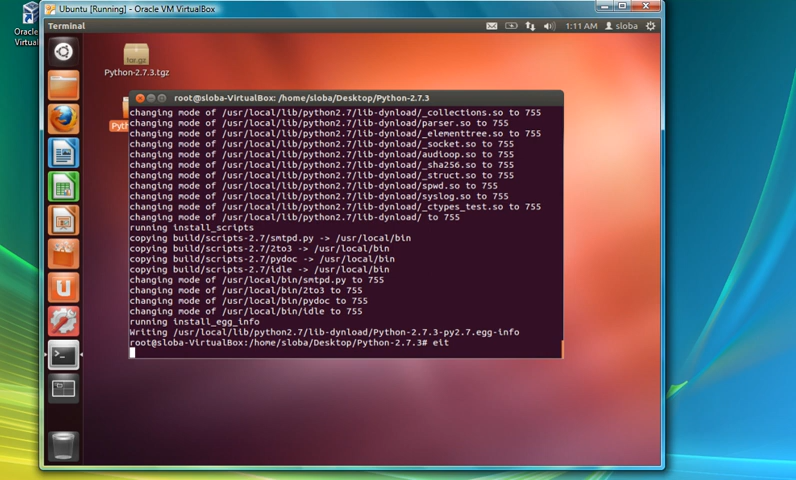 Ubuntu [Running] - Oracle VM VirtualBox
Oracle
Virtual
Terminal
1:11 AM
sloba
tar.gz
Python-2.7.3.tgz
root@sloba-VirtualBox: /home/sloba/Desktop/Python-2.7.3
changing mode of /usr/local/lib/python2.7/lib-dynload/_collections.so to 755
changing mode of /usr/local/lib/python2.7/lib-dynload/parser.so to 755
changing mode of /usr/local/lib/python2.7/lib-dynload/_elementtree.so to 755
changing mode of /usr/local/lib/python2.7/lib-dynload/_socket.so to 755
changing mode of /usr/local/lib/python2.7/lib-dynload/audioop.so to 755
changing mode of /usr/local/lib/python2.7/lib-dynload/_sha256.so to 755
changing mode of /usr/local/lib/python2.7/lib-dynload/_struct.so to 755
changing mode of /usr/local/lib/python2.7/lib-dynload/spwd.so to 755
changing mode of /usr/local/lib/python2.7/lib-dynload/syslog.so to 755
changing mode of /usr/local/lib/python2.7/lib-dynload/_ctypes_test.so to 755
changing mode of /usr/local/lib/python2.7/lib-dynload/ to 755
running install_scripts
copying build/scripts-2.7/smtpd.py -> /usr/local/bin
copying build/scripts-2.7/2to3 -> /usr/local/bin
copying build/scripts-2.7/pydoc -> /usr/local/bin
copying build/scripts-2.7/idle -> /usr/local/bin
changing mode of /usr/local/bin/smtpd.py to 755
changing mode of /usr/local/bin/2to3 to 755
changing mode of /usr/local/bin/pydoc to 755
changing mode of /usr/local/bin/idle to 755
running install_egg_info
Writing /usr/local/lib/python2.7/lib-dynload/Python-2.7.3-py2.7.egg-info
root@sloba-VirtualBox:/home/sloba/Desktop/Python-2.7.3# eit